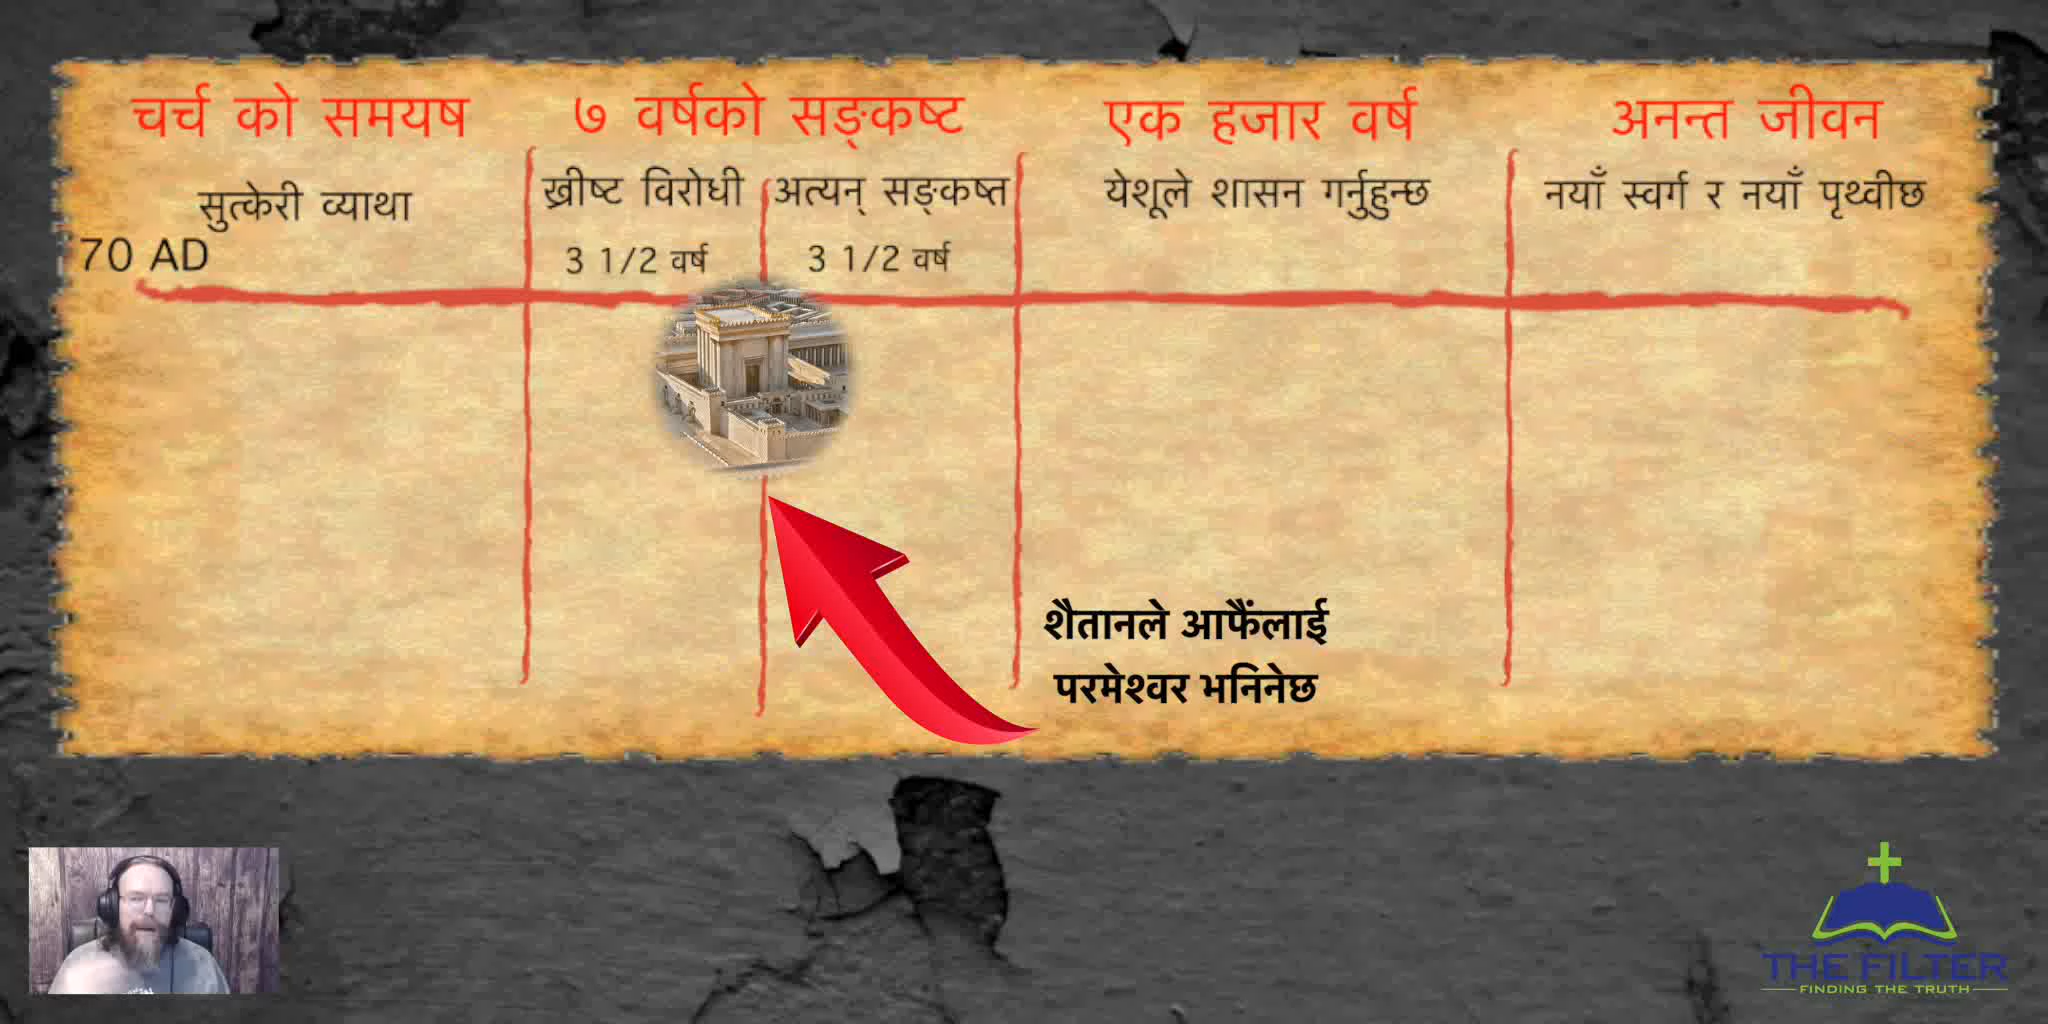 चर्च को समयष
७ वर्षको सङ्कष्ट
एक हजार वर्ष
अनन्त जीवन
सुत्केरी व्याथा
ख्रीष्ट विरोधी
अत्यन् सङ्कष्त
येशूले शासन गर्नुहुन्छ
नयाँ स्वर्ग र नयाँ पृथ्वीछ
70 AD
3 1/2 वर्ष
3 1/2 वर्ष
शैतानले आफैंलाई
परमेश्वर भनिनेछ
THE FILTER
FINDING THE TRUTH